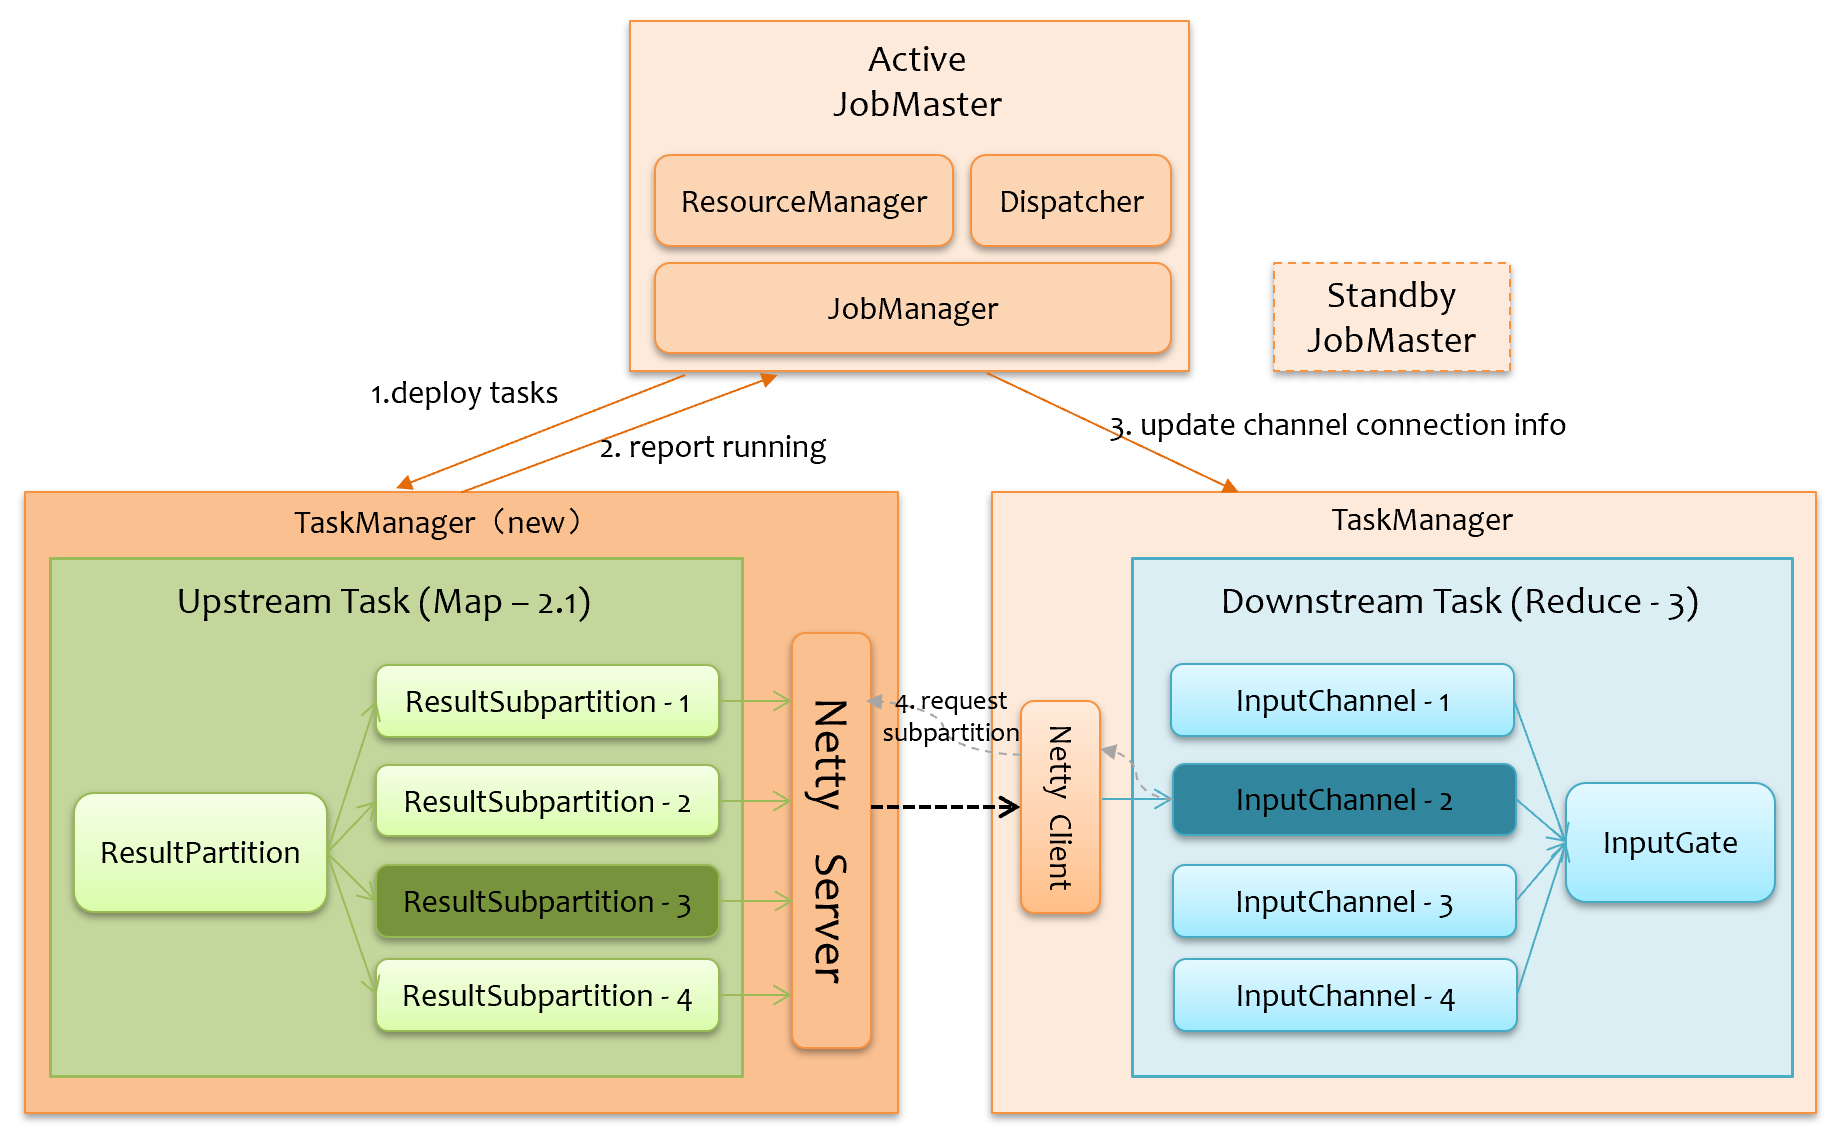 Active
JobMaster
ResourceManager
Dispatcher
JobManager
Standby
JobMaster
1.deploy tasks
2. report running
3. update channel connection info
TaskManager（new）
Upstream Task (Map – 2.1)
ResultPartition
ResultSubpartition - 1
ResultSubpartition - 2
ResultSubpartition - 3
ResultSubpartition - 4
Netty Server
4. request
subpartition
Netty Client
TaskManager
Downstream Task (Reduce - 3)
InputChannel - 1
InputChannel - 2
InputChannel - 3
InputChannel - 4
InputGate